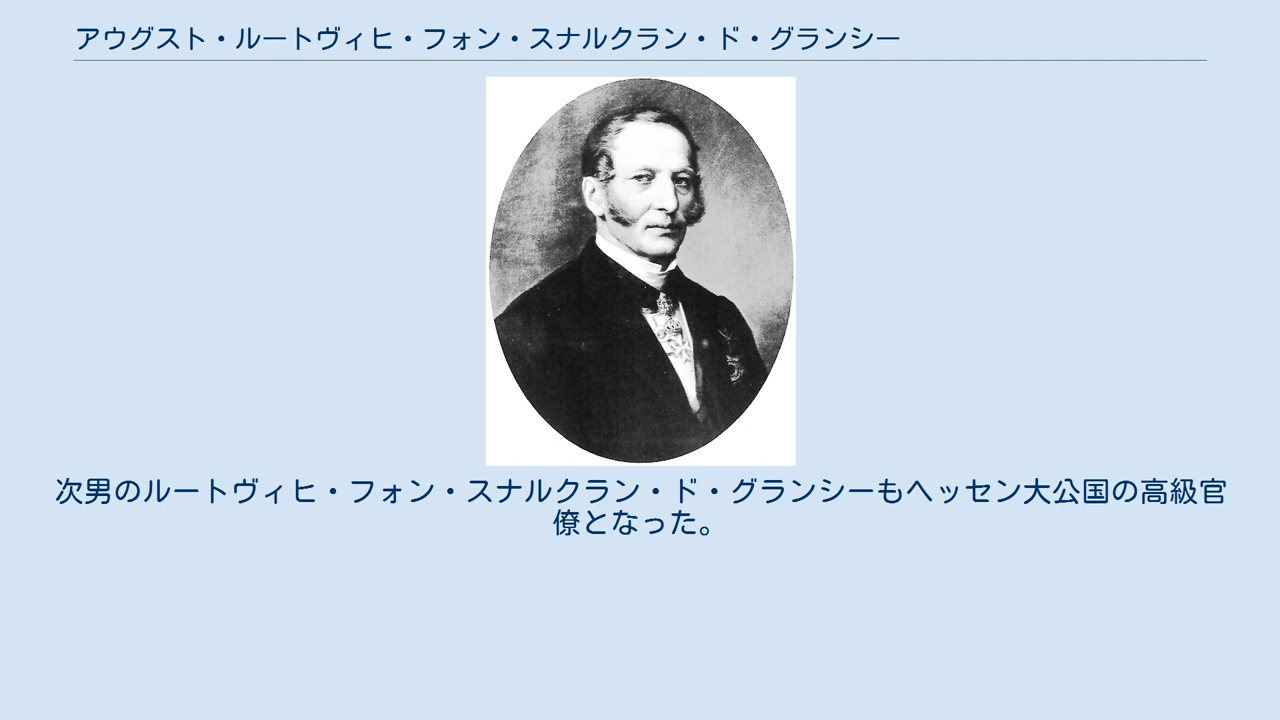 アウグスト・ルートヴィヒ・フォン・スナルクラン・ド・グランシー
次男のルートヴィヒ・フォン・スナルクラン・ド・グランシーもヘッセン大公国の高級官
僚となった。